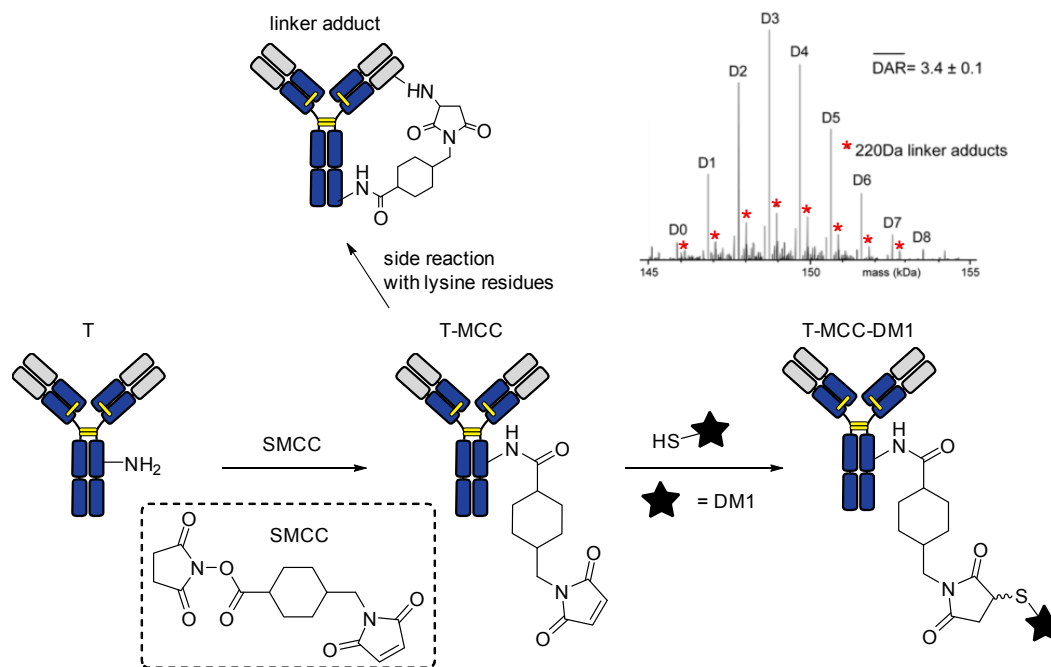 linker adduct
HN
O
N
O
N
H
O
D0
D1
D2
D3
D4
D5
D6
D7
D8
DAR= 3.4 ± 0.1
* 220Da linker adducts
*
*
*
*
*
*
*
*
145
150
155
mass (kDa)
side reaction
with lysine residues
T
NH2
SMCC
SMCC
O
N
O
O
O
O
N
O
T-MCC
H
N
O
O
N
O
HS
= DM1
T-MCC-DM1
H
N
O
O
N
S
O